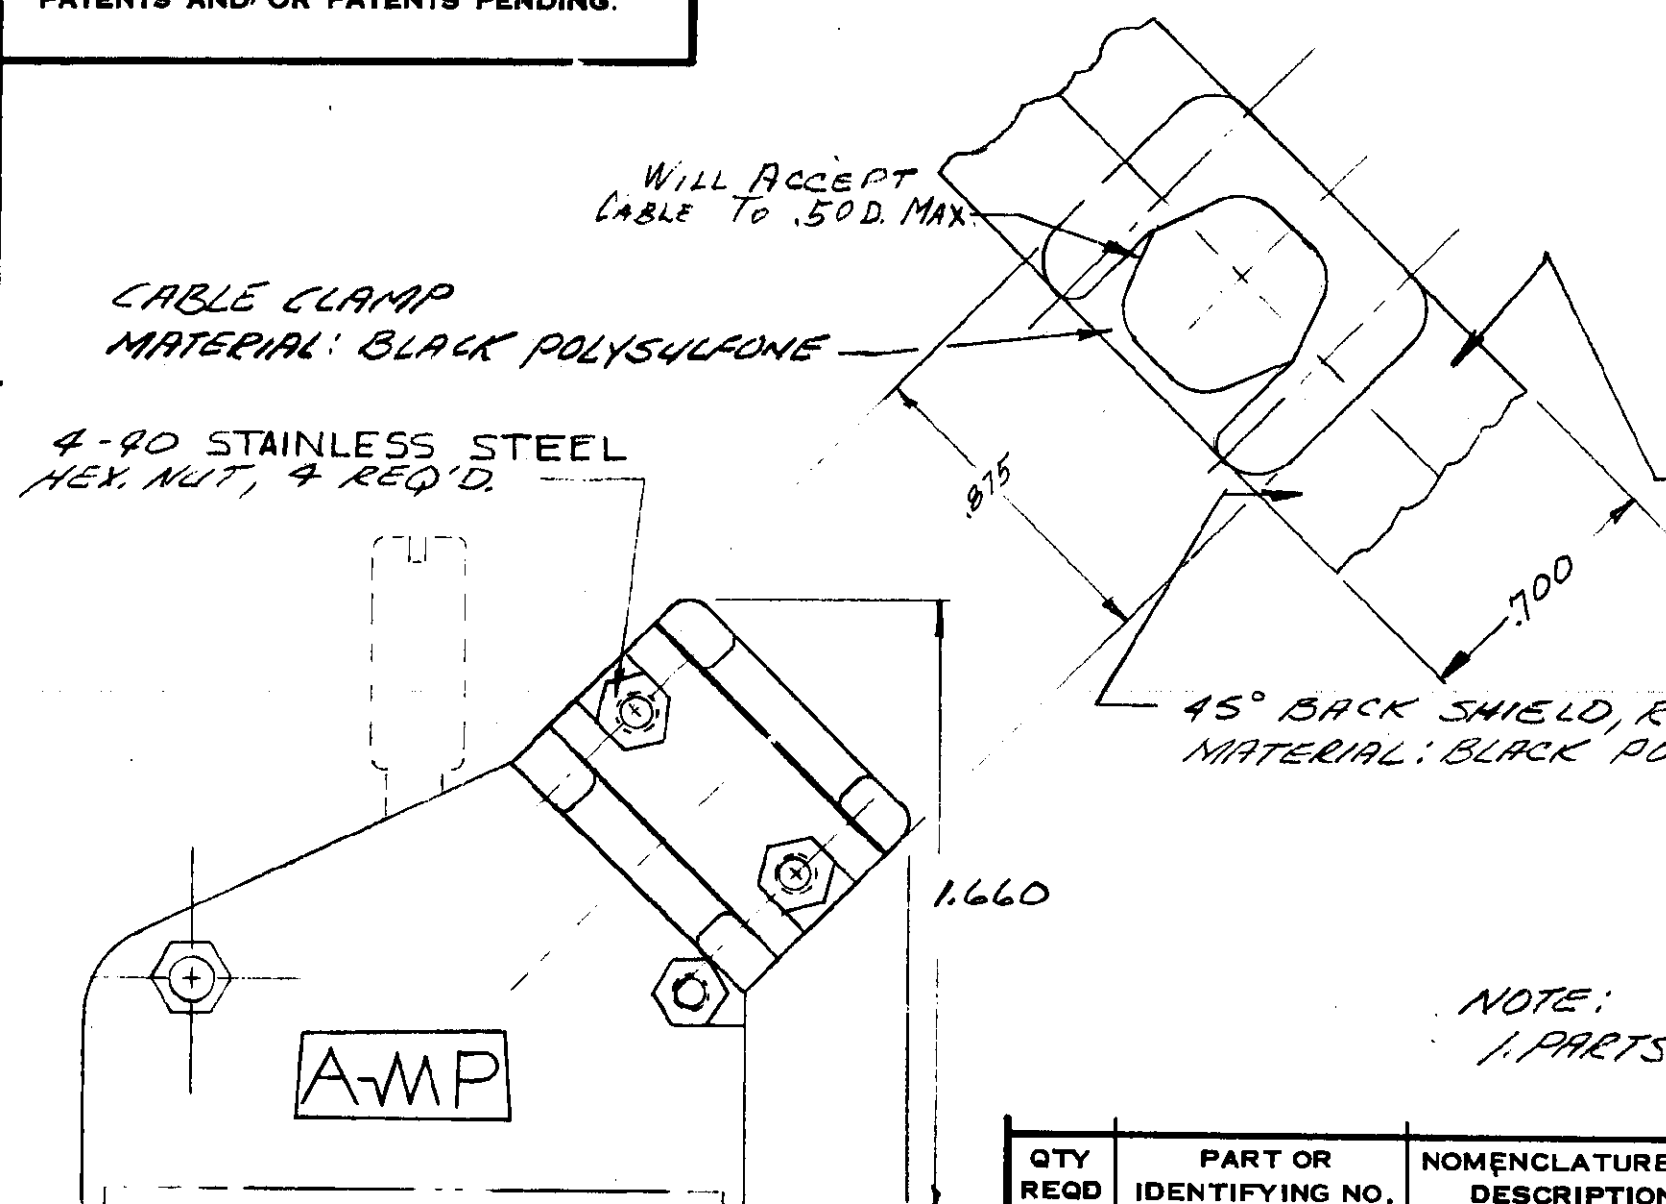 PATENTS AND/OR PATENTS PENDING.
WILL ACCEPT
CABLE TO .50 D. MAX.
CABLE CLAMP
MATERIAL: BLACK POLYSULFONE
4-40 STAINLESS STEEL
HEX. NUT, 4 REQ'D.
.875
.700
45° BACK SHIELD, R
MATERIAL: BLACK PO
1.660
AMP
NOTE:
1. PARTS
QTY
REQD
PART OR
IDENTIFYING NO.
NOMENCLATURE
DESCRIPTION